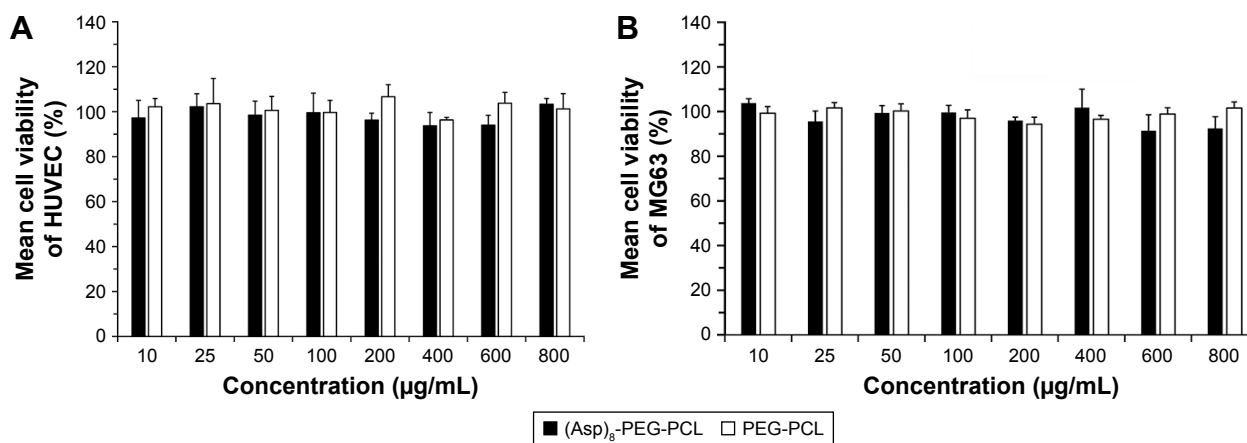 A
Mean cell viability
of HUVEC (%)
140
120
100
80
60
40
20
0
10 25 50 100 200 400 600 800
Concentration (µg/mL)
B
Mean cell viability
of MG63 (%)
140
120
100
80
60
40
20
0
10 25 50 100 200 400 600 800
Concentration (µg/mL)
(Asp)₈-PEG-PCL PEG-PCL